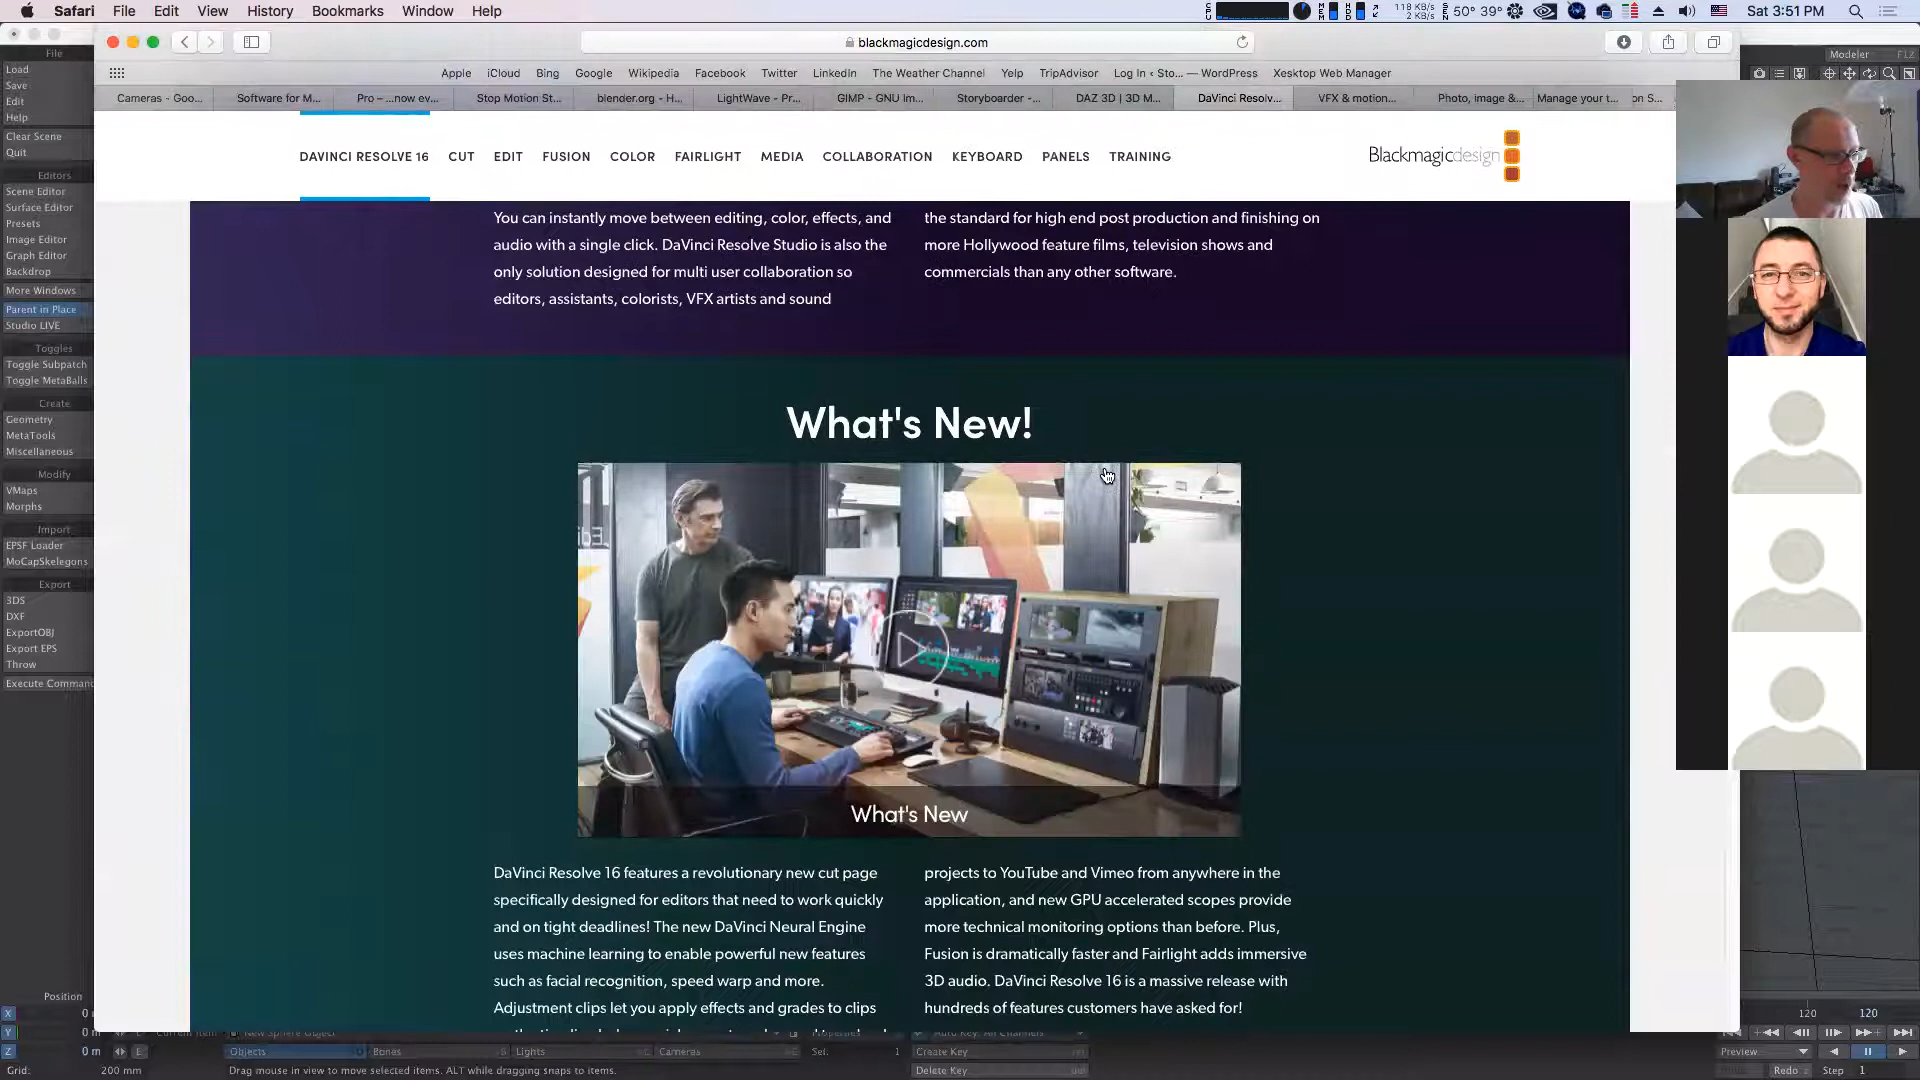 Safari File Edit View History Bookmarks Window Help
118 KB/s
2 KB/s
50° 39°
Sat 3:51 PM
File
Load
Save
Edit
Help
Clear Scene
Quit
Editors
Scene Editor
Surface Editor
Presets
Image Editor
Graph Editor
Backdrop
More Windows
Parent in Place
Studio LIVE
Toggles
Toggle Subpatch
Toggle MetaBalls
Create
Geometry
MetaTools
Miscellaneous
Modify
VMaps
Morphs
Import
EPSF Loader
MoCapSkelegons
Export
3DS
DXF
ExportOBJ
Export EPS
Throw
Execute Command
Position
X 0 m
Y 0 m
Z 0 m
Grid: 200 mm
blackmagicdesign.com
Apple iCloud Bing Google Wikipedia Facebook Twitter LinkedIn The Weather Channel Yelp TripAdvisor Log In ‹ Sto... — WordPress Xesktop Web Manager
Cameras - Goo... Software for M... Pro – ...now ev... Stop Motion St... blender.org - H... LightWave - Pr... GIMP - GNU Im... Storyboarder -... DAZ 3D | 3D M... DaVinci Resolv... VFX & motion... Photo, image &... Manage your t...
DAVINCI RESOLVE 16 CUT EDIT FUSION COLOR FAIRLIGHT MEDIA COLLABORATION KEYBOARD PANELS TRAINING
Blackmagicdesign
You can instantly move between editing, color, effects, and
audio with a single click. DaVinci Resolve Studio is also the
only solution designed for multi user collaboration so
editors, assistants, colorists, VFX artists and sound
the standard for high end post production and finishing on
more Hollywood feature films, television shows and
commercials than any other software.
What's New!
What's New
DaVinci Resolve 16 features a revolutionary new cut page
specifically designed for editors that need to work quickly
and on tight deadlines! The new DaVinci Neural Engine
uses machine learning to enable powerful new features
such as facial recognition, speed warp and more.
Adjustment clips let you apply effects and grades to clips
projects to YouTube and Vimeo from anywhere in the
application, and new GPU accelerated scopes provide
more technical monitoring options than before. Plus,
Fusion is dramatically faster and Fairlight adds immersive
3D audio. DaVinci Resolve 16 is a massive release with
hundreds of features customers have asked for!
Modeler F12
120 120
Objects Bones Lights Cameras Sel: 1 Create Key
Preview
Drag mouse in view to move selected items. ALT while dragging snaps to items.
Delete Key
Redo Step 1